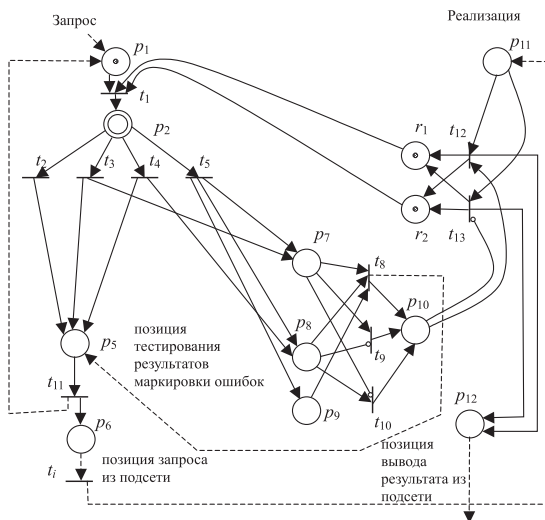 Запрос
Реализация
p1
p11
t1
r1
t12
p2
t2
t3
t4
t5
r2
t13
p7
t8
p10
p5
позиция
тестирования
результатов
маркировки ошибок
p8
t9
t11
p9
t10
p12
p6
позиция запроса
из подсети
позиция
вывода
результата из
подсети
ti